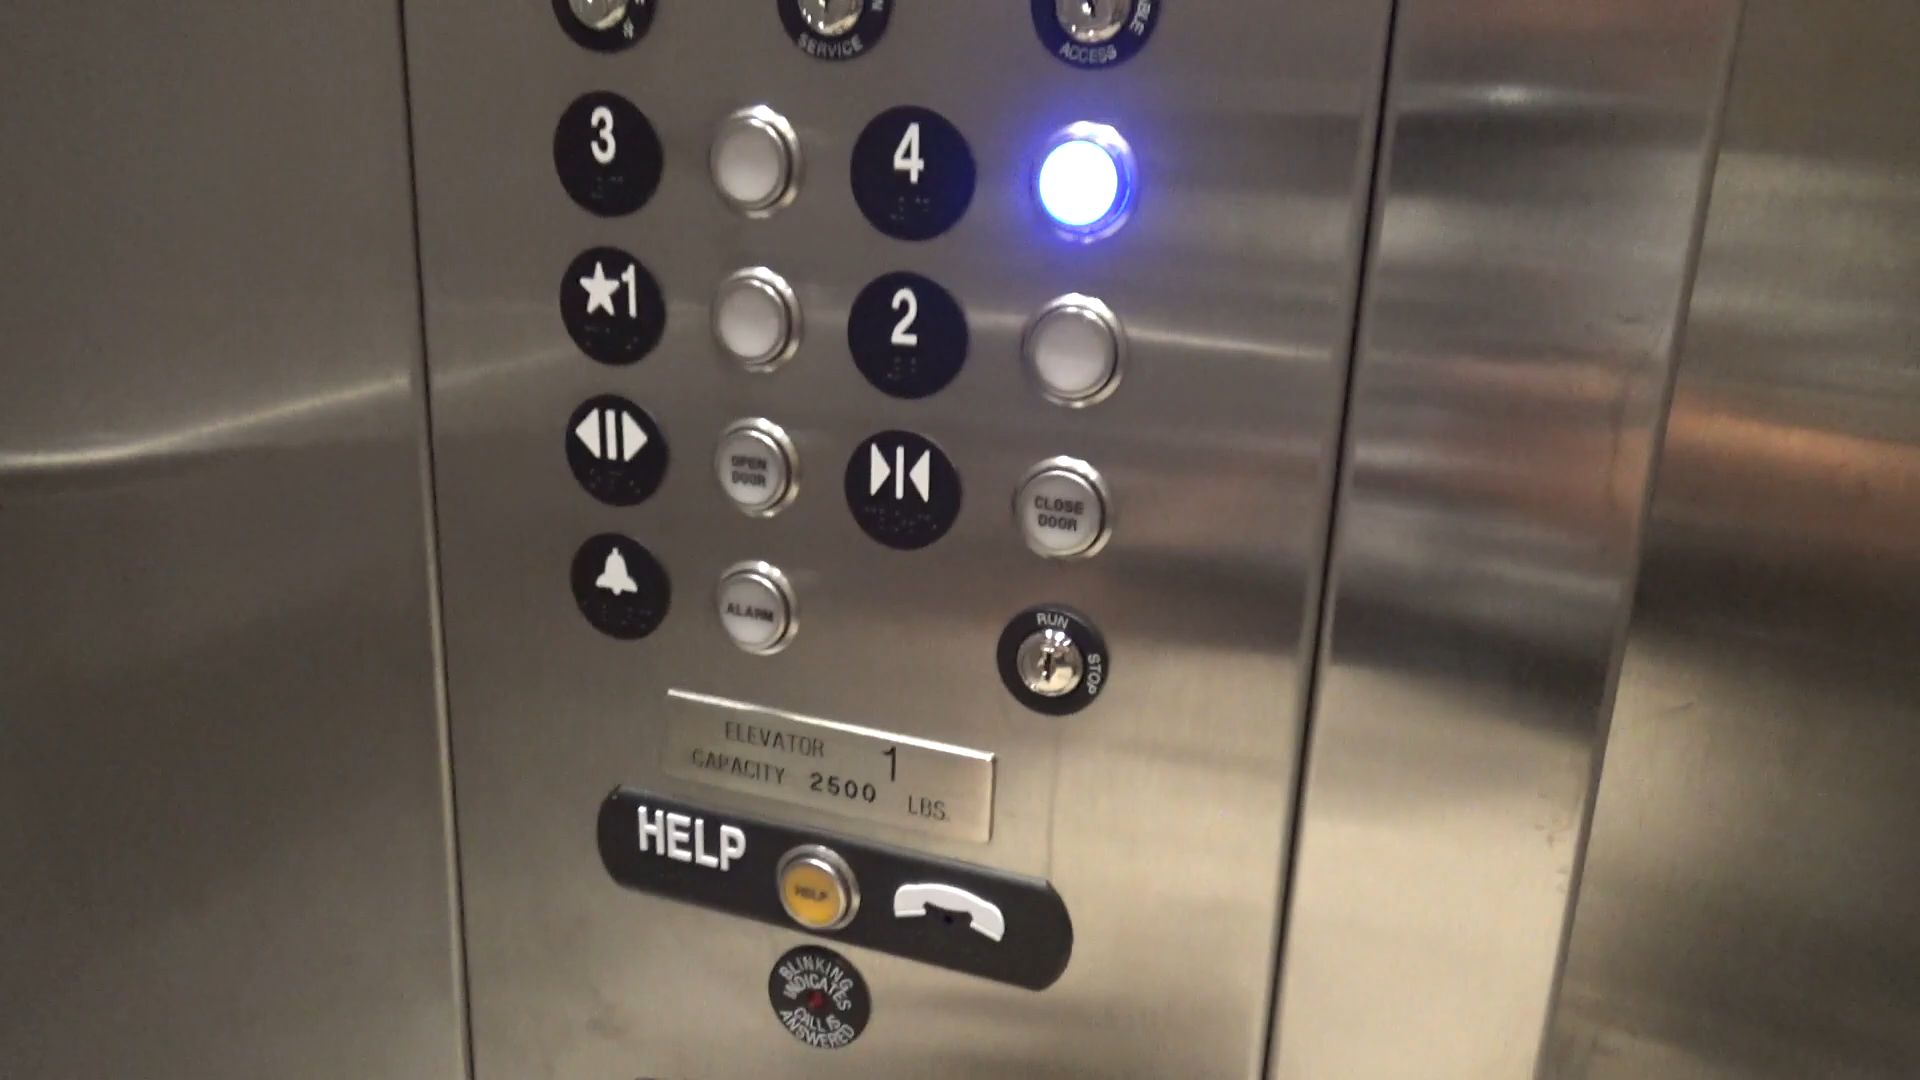 SERVICE
ACCESS
3
4
★1
2
OPEN
DOOR
CLOSE
DOOR
ALARM
RUN
STOP
ELEVATOR 1
CAPACITY 2500 LBS.
HELP
HELP
BLINKING
INDICATES
CALL IS
ANSWERED